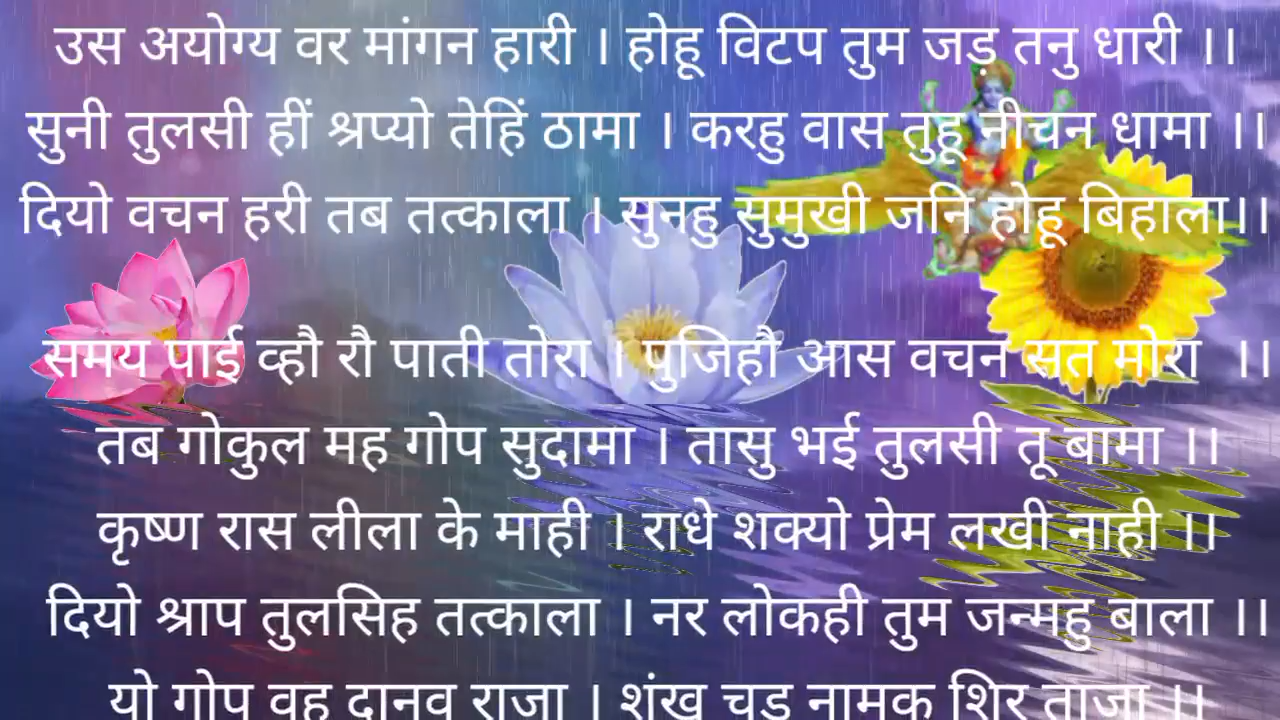 उस अयोग्य वर मांगन हारी । होहू विटप तुम जड़ तनु धारी ।।
सुनी तुलसी हीं श्रप्यो तेहिं ठामा । करहु वास तुहू नीचन धामा ।।
दियो वचन हरी तब तत्काला । सुनहु सुमुखी जनि होहू बिहाला।।
समय पाई व्हौ रौ पाती तोरा । पुजिहौ आस वचन सत मोरा ।।
तब गोकुल मह गोप सुदामा । तासु भई तुलसी तू बामा ।।
कृष्ण रास लीला के माही । राधे शक्यो प्रेम लखी नाही ।।
दियो श्राप तुलसिह तत्काला । नर लोकही तुम जन्महु बाला ।।
यो गोप वह दानव राजा । शंख चुड नामक शिर ताजा ।।